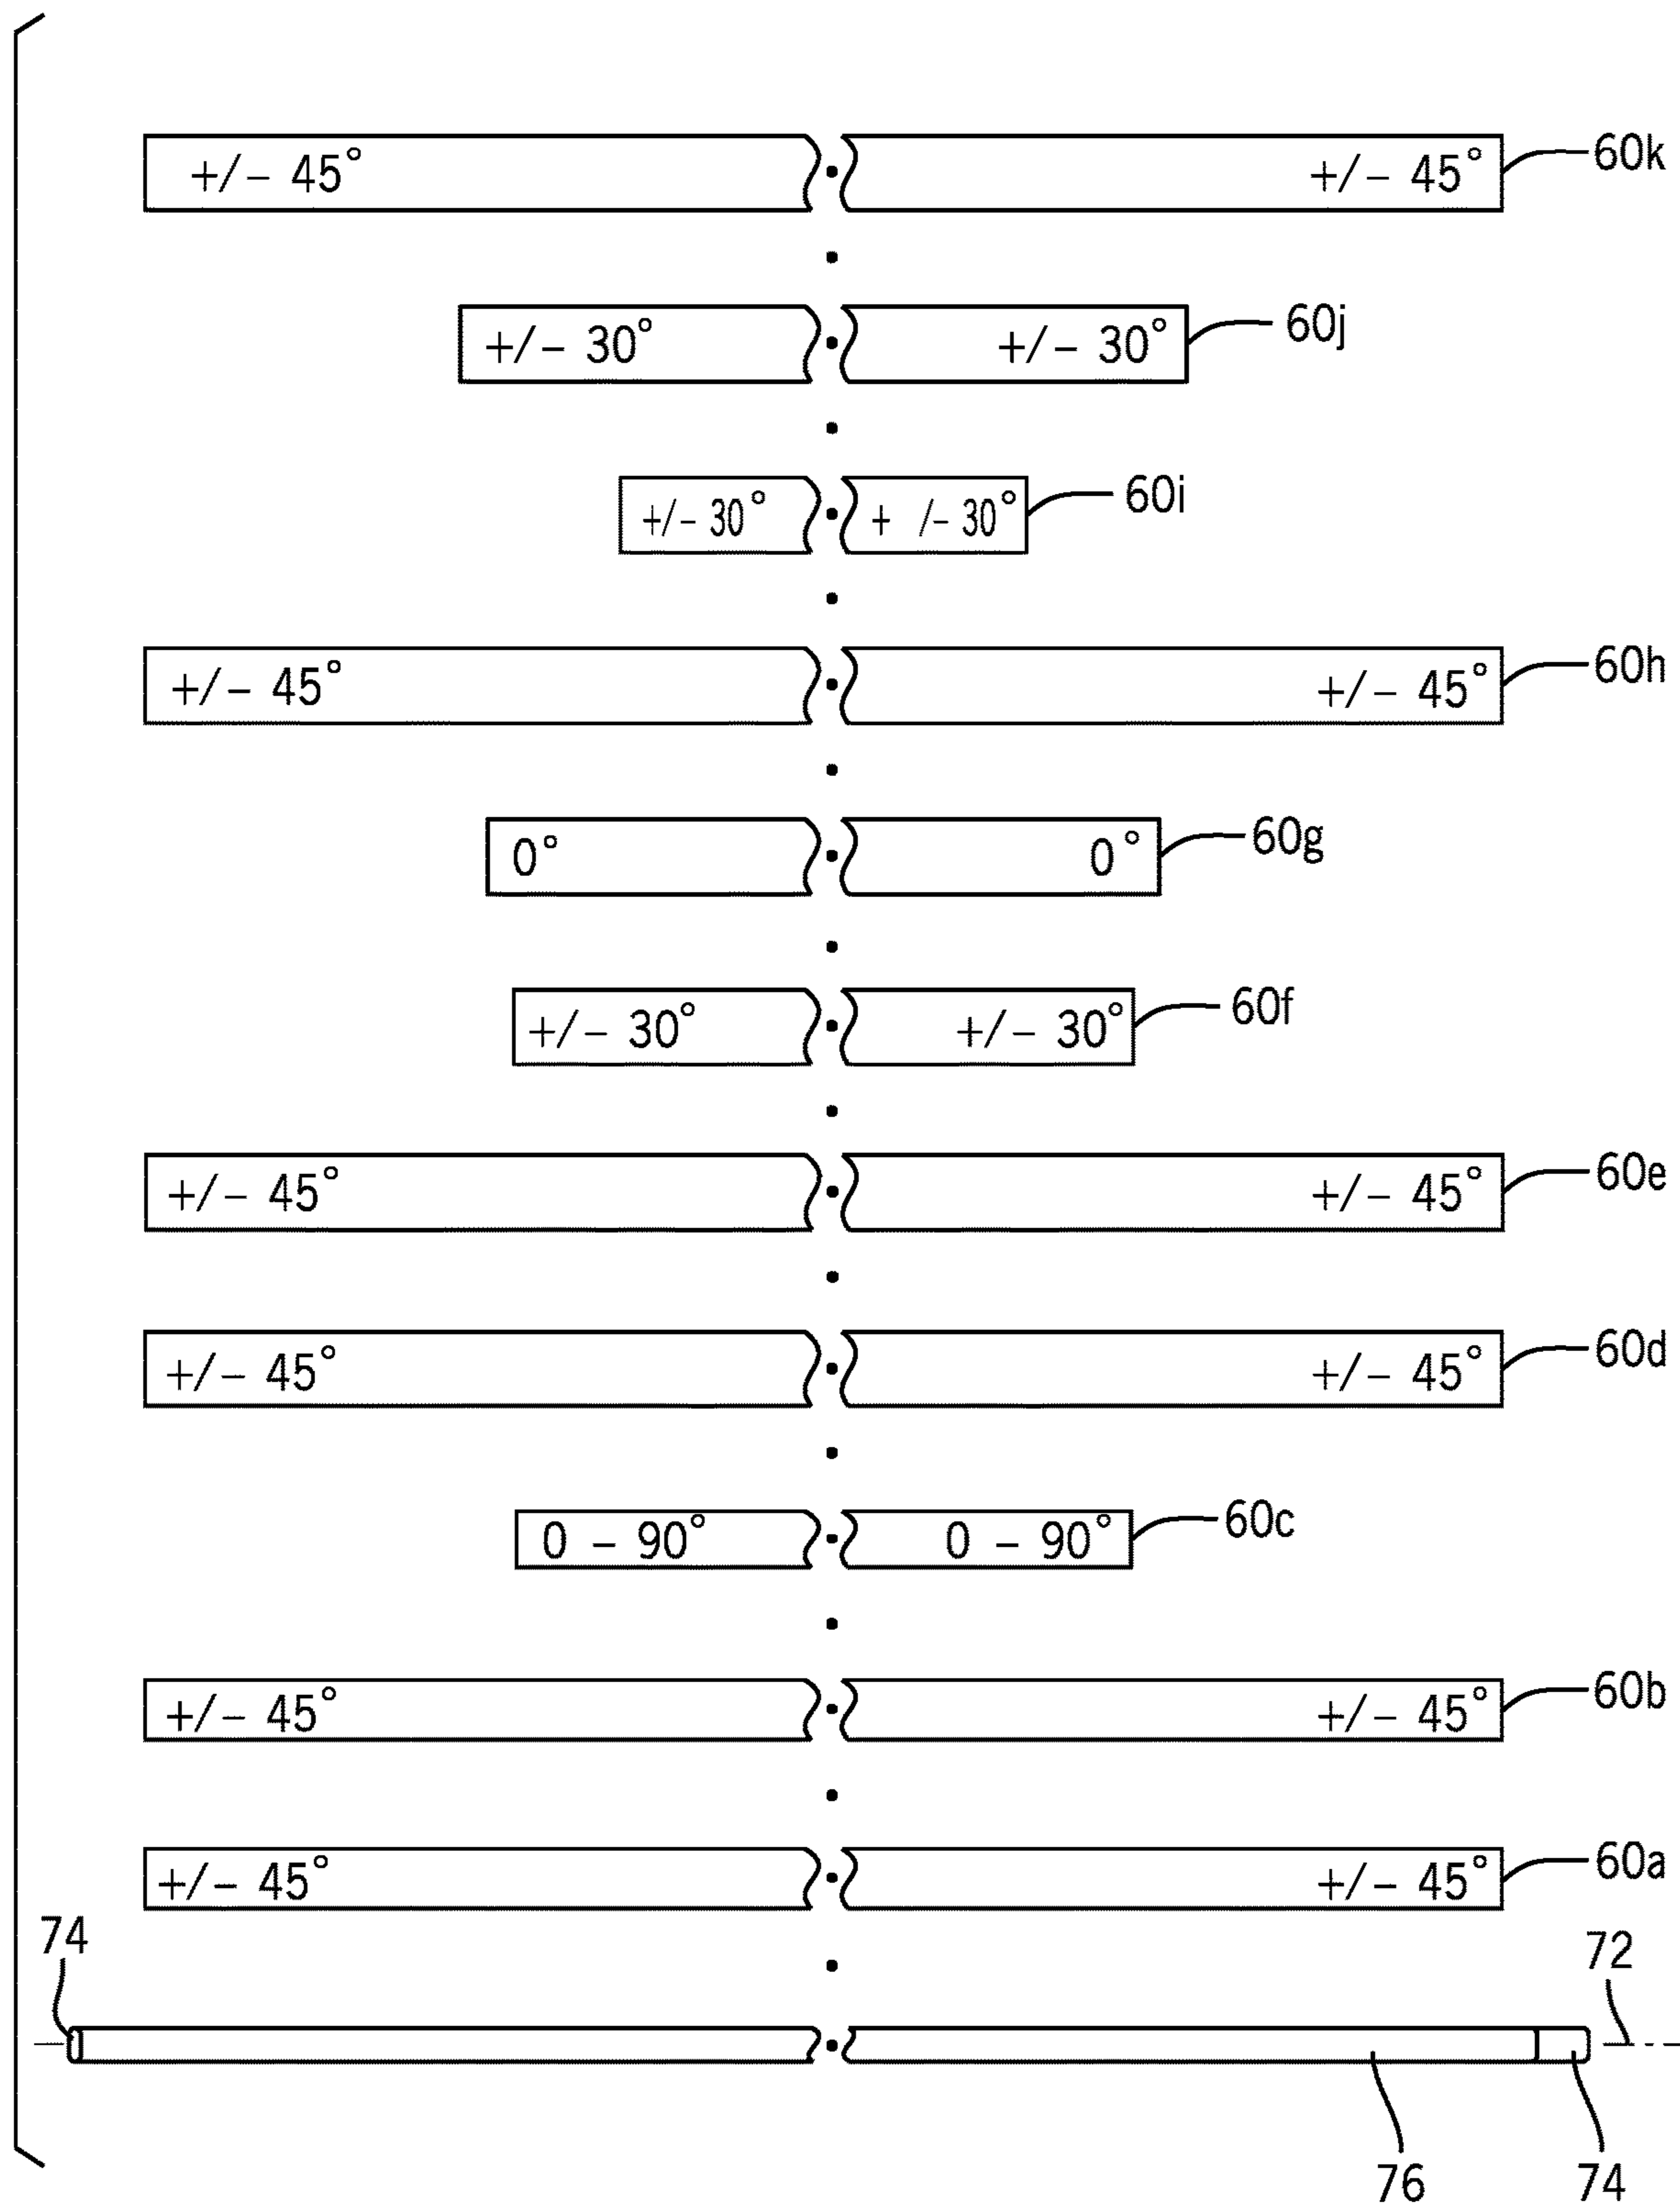 +/– 45° +/– 45° 60k
+/– 30° +/– 30° 60j
+/– 30° + /– 30° 60i
+/– 45° +/– 45° 60h
0° 0° 60g
+/– 30° +/– 30° 60f
+/– 45° +/– 45° 60e
+/– 45° +/– 45° 60d
0 – 90° 0 – 90° 60c
+/– 45° +/– 45° 60b
+/– 45° +/– 45° 60a
74 72
76 74